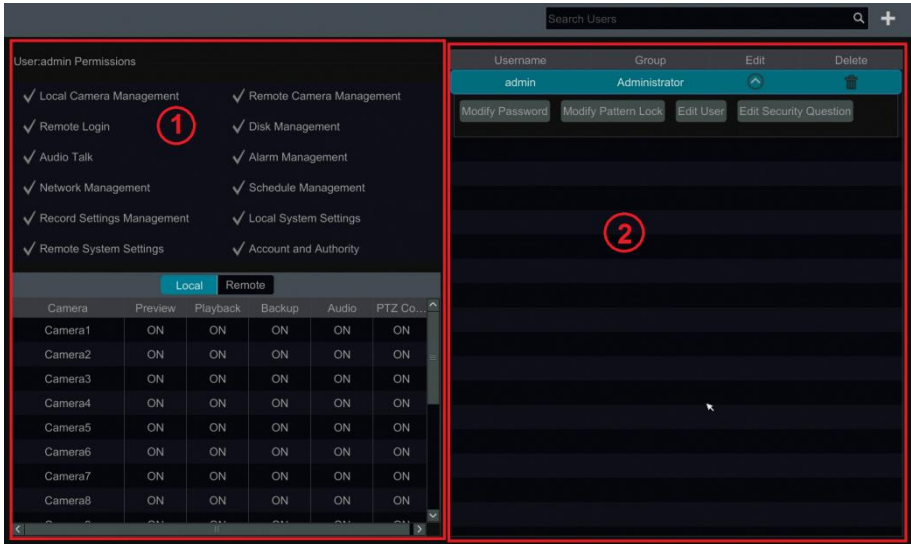 Search Users
User:admin Permissions
Local Camera Management Remote Camera Management
Remote Login Disk Management
Audio Talk Alarm Management
Network Management Schedule Management
Record Settings Management Local System Settings
Remote System Settings Account and Authority
1
Local Remote
Camera Preview Playback Backup Audio PTZ Co...
Camera1 ON ON ON ON ON
Camera2 ON ON ON ON ON
Camera3 ON ON ON ON ON
Camera4 ON ON ON ON ON
Camera5 ON ON ON ON ON
Camera6 ON ON ON ON ON
Camera7 ON ON ON ON ON
Camera8 ON ON ON ON ON
Username Group Edit Delete
admin Administrator
Modify Password Modify Pattern Lock Edit User Edit Security Question
2